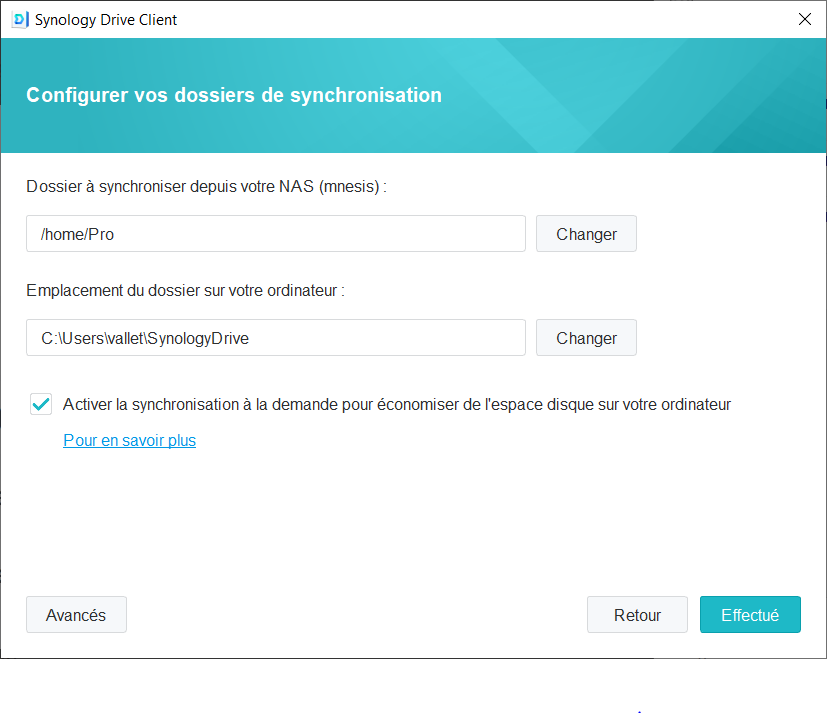 Synology Drive Client
Configurer vos dossiers de synchronisation
Dossier à synchroniser depuis votre NAS (mnesis) :
/home/Pro
Changer
Emplacement du dossier sur votre ordinateur :
C:\Users\vallet\SynologyDrive
Changer
Activer la synchronisation à la demande pour économiser de l'espace disque sur votre ordinateur
Pour en savoir plus
Avancés
Retour
Effectué